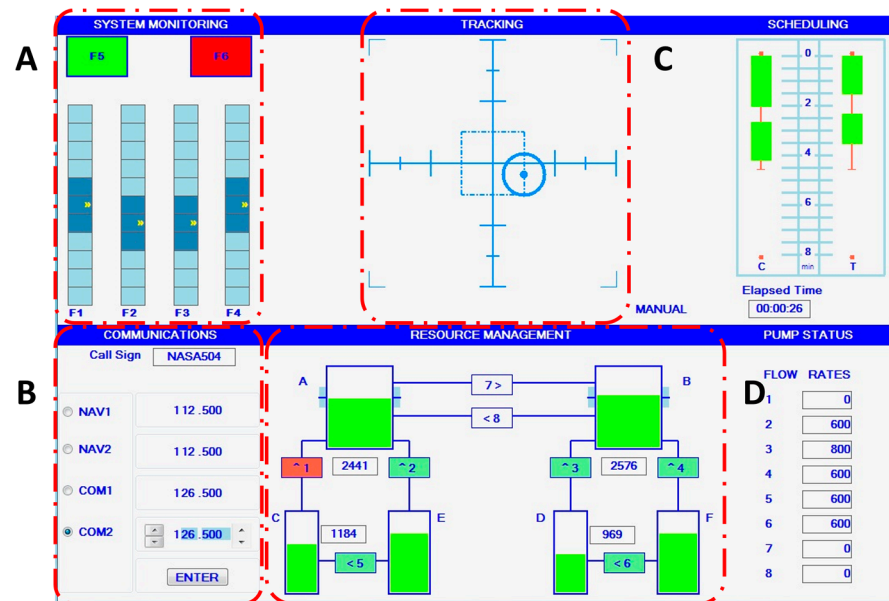 SYSTEM MONITORING
TRACKING
SCHEDULING
A
F5
F6
C
0
2
4
6
8
min
C
T
F1
F2
F3
F4
Elapsed Time
00:00:26
MANUAL
COMMUNICATIONS
RESOURCE MANAGEMENT
PUMP STATUS
B
Call Sign NASA504
NAV1 112.500
NAV2 112.500
COM1 126.500
COM2 126.500
ENTER
A
B
7 >
< 8
^ 1
2441
^ 2
^ 3
2576
^ 4
C
1184
E
D
969
F
< 5
< 6
D
FLOW RATES
1 0
2 600
3 800
4 600
5 600
6 600
7 0
8 0